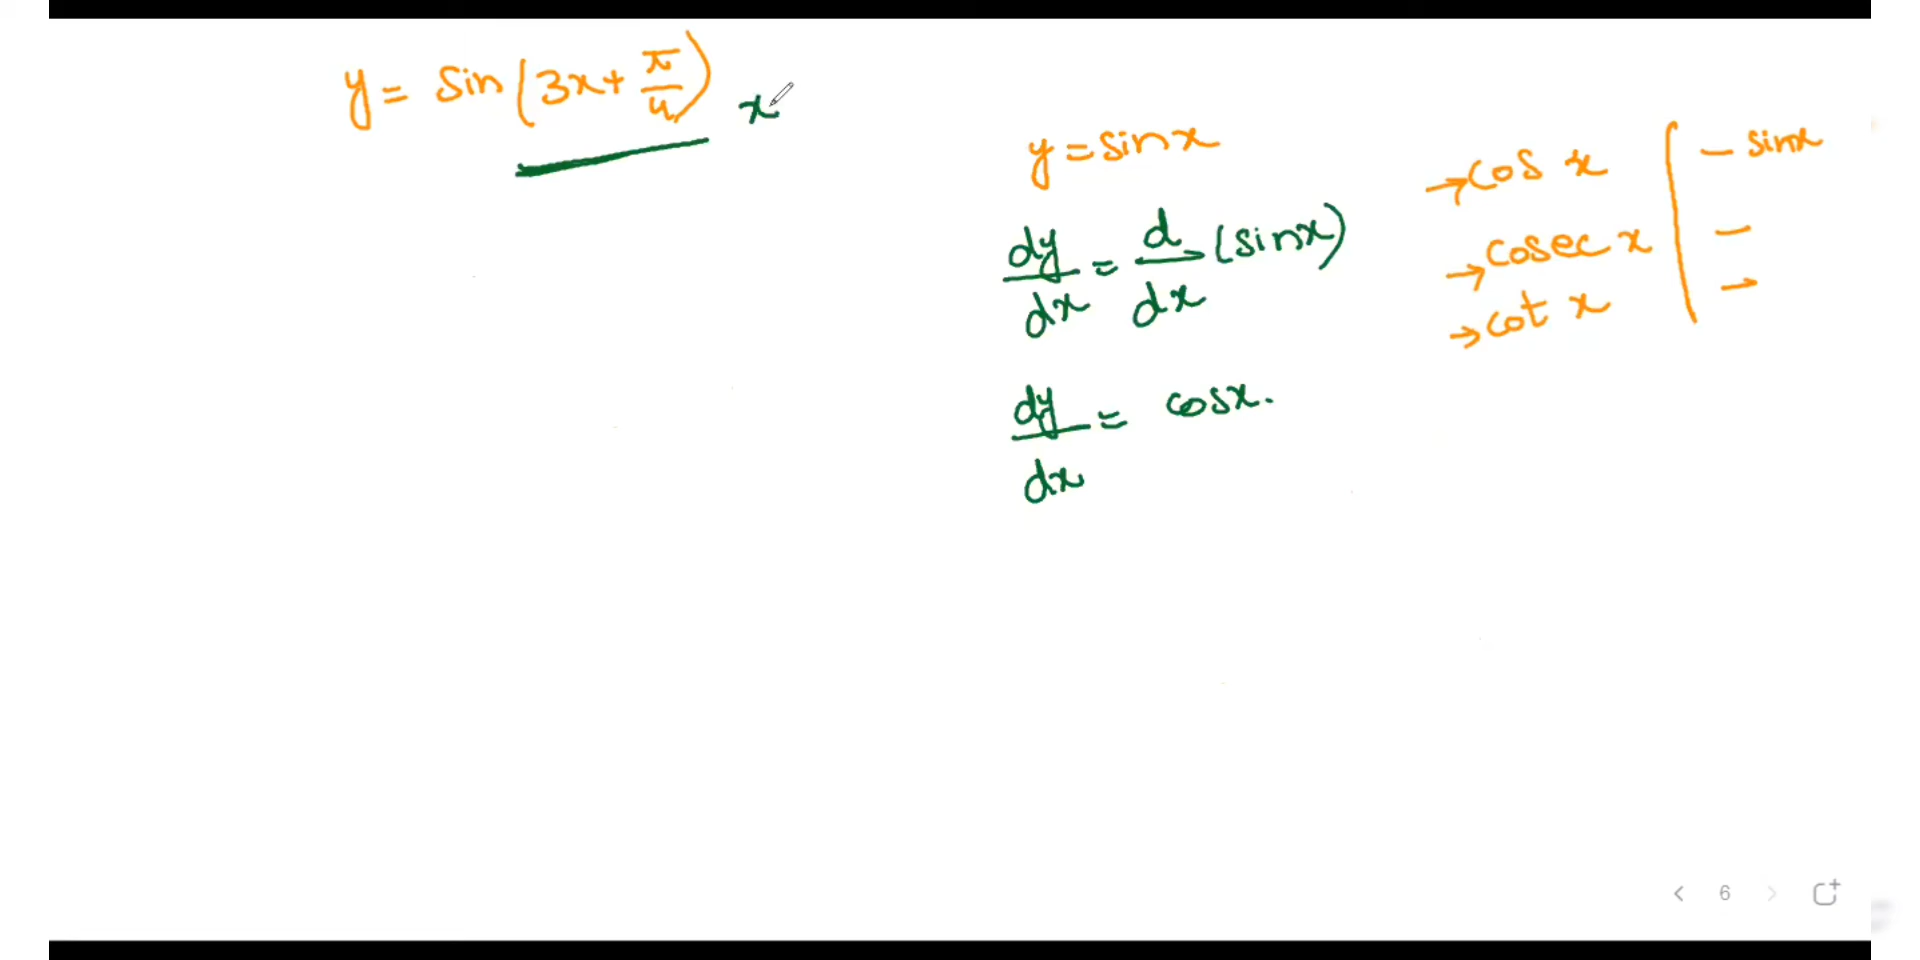 y = sin(3x + π/4) x
y = sinx
dy/dx = d/dx (sinx)
dy/dx = cosx.
→ cos x | - sinx
→ cosec x | -
→ cot x | -
< 6 >